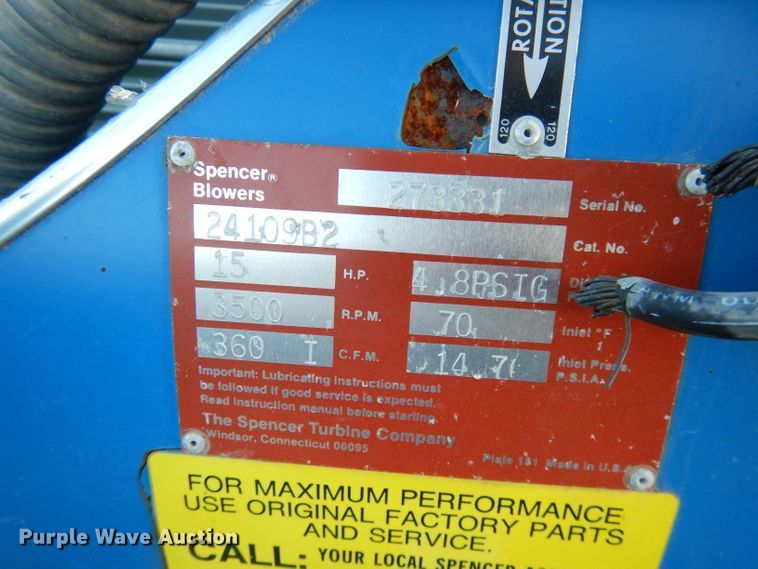 ROTATION
120
120
Spencer®
Blowers
273331 Serial No.
24109B2 Cat. No.
15 H.P. 4.8PSIG
3500 R.P.M. 70 Inlet °F
360 I C.F.M. 14.7 Inlet Press.
P.S.I.A.
Important: Lubricating instructions must
be followed if good service is expected.
Read instruction manual before starting.
The Spencer Turbine Company
Windsor, Connecticut 06095
Plate 121 Made in U.S.A
FOR MAXIMUM PERFORMANCE
USE ORIGINAL FACTORY PARTS
AND SERVICE.
CALL: YOUR LOCAL SPENCER
Purple Wave Auction